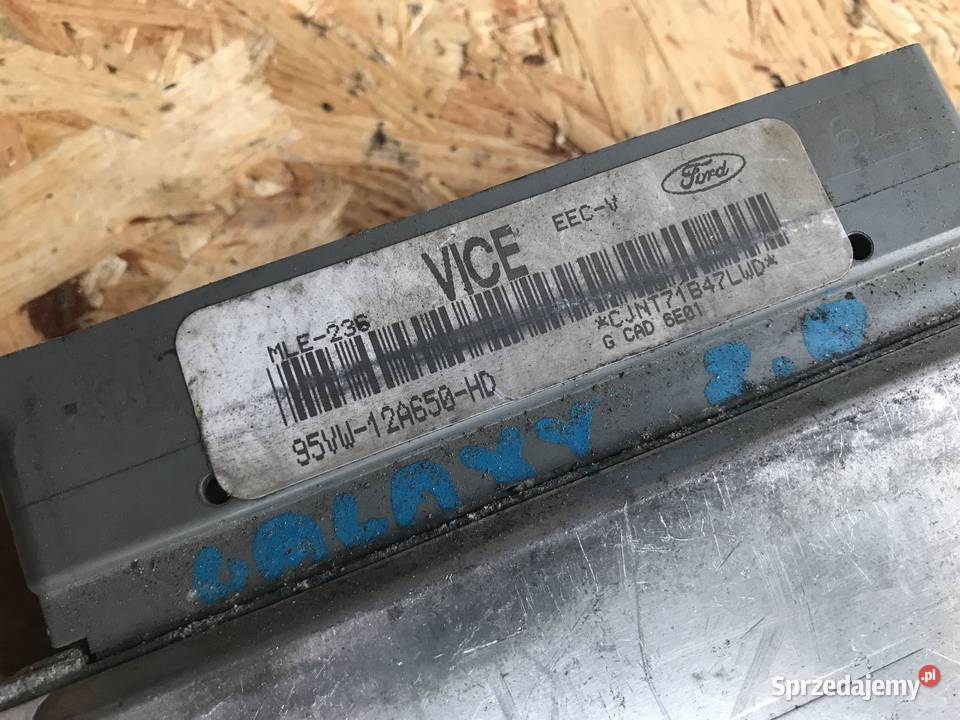 Ford
EEC-V
VICE
MLE-236
*CJNT71B47LWD*
G CAD 6E01
95VW-12A650-HD
GALAXY 2.0
Sprzedajemy.pl